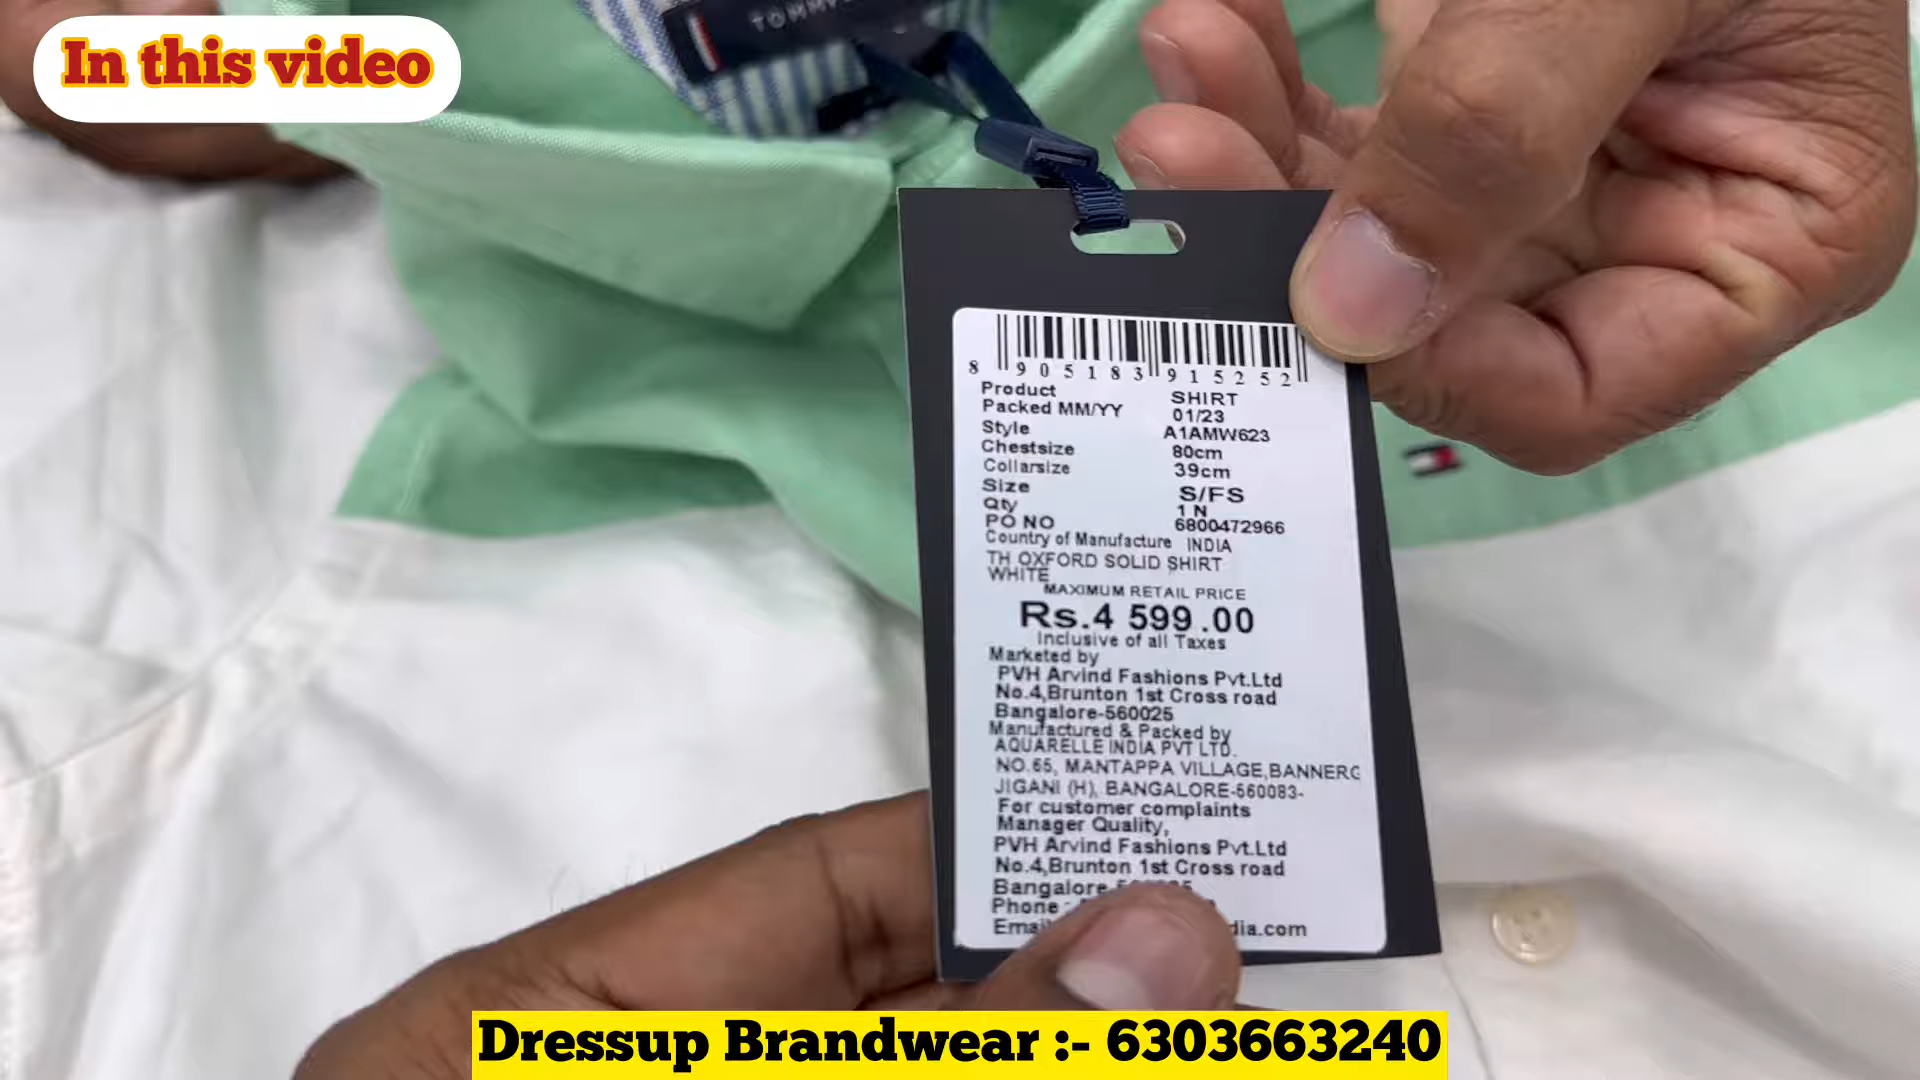 In this video
8 905183 915252
Product SHIRT
Packed MM/YY 01/23
Style A1AMW623
Chestsize 80cm
Collarsize 39cm
Size S/FS
Qty 1 N
PO NO 6800472966
Country of Manufacture INDIA
TH OXFORD SOLID SHIRT
WHITE
MAXIMUM RETAIL PRICE
Rs.4 599.00
Inclusive of all Taxes
Marketed by
PVH Arvind Fashions Pvt.Ltd
No.4,Brunton 1st Cross road
Bangalore-560025
Manufactured & Packed by
AQUARELLE INDIA PVT LTD.
NO.65, MANTAPPA VILLAGE,BANNERG
JIGANI (H), BANGALORE-560083-
For customer complaints
Manager Quality,
PVH Arvind Fashions Pvt.Ltd
No.4,Brunton 1st Cross road
Bangalore
Phone :
Email
Dressup Brandwear :- 6303663240